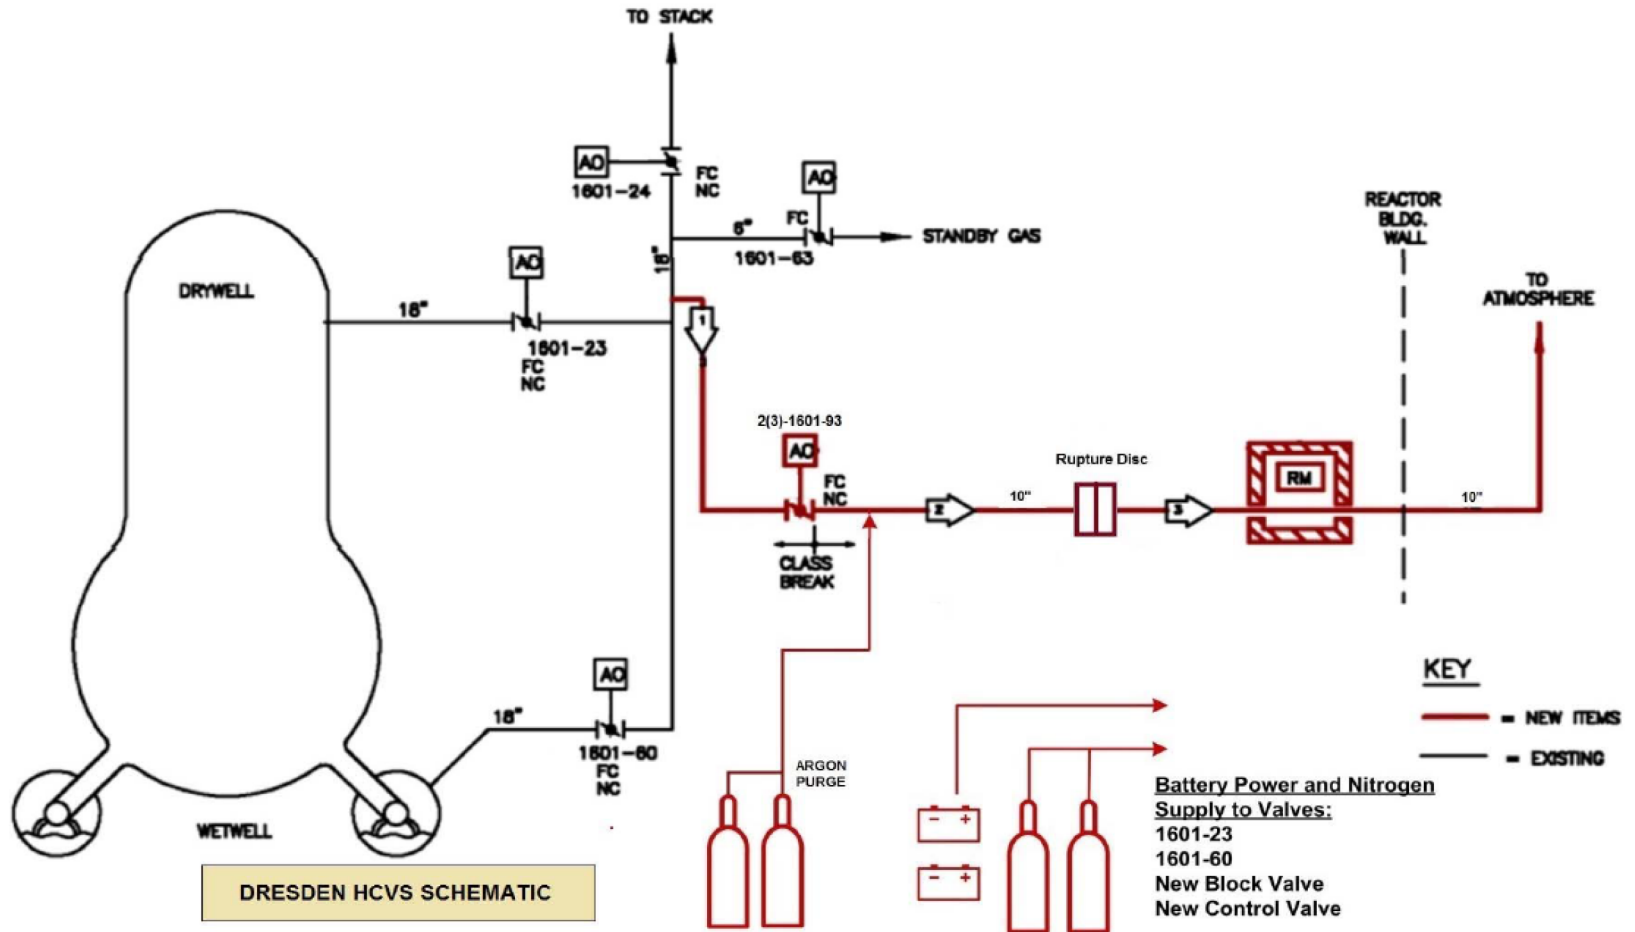 TO STACK
AO
1601-24
FC
NC
AO
FC
6"
1601-63
STANDBY GAS
18"
REACTOR
BLDG.
WALL
TO
ATMOSPHERE
DRYWELL
18"
AO
1601-23
FC
NC
1
2(3)-1601-93
AO
FC
NC
CLASS
BREAK
2
10"
Rupture Disc
3
RM
10"
KEY
= NEW ITEMS
= EXISTING
18"
AO
1601-60
FC
NC
WETWELL
ARGON
PURGE
- +
- +
Battery Power and Nitrogen
Supply to Valves:
1601-23
1601-60
New Block Valve
New Control Valve
DRESDEN HCVS SCHEMATIC